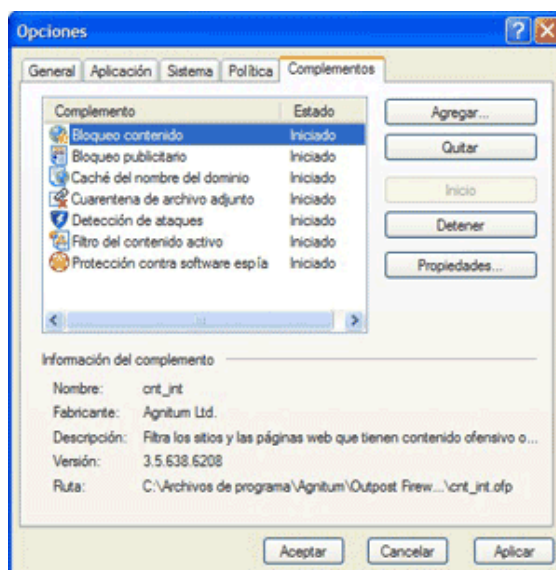 Opciones
General Aplicación Sistema Política Complementos
Complemento Estado
Bloqueo contenido Iniciado
Bloqueo publicitario Iniciado
Caché del nombre del dominio Iniciado
Cuarentena de archivo adjunto Iniciado
Detección de ataques Iniciado
Filtro del contenido activo Iniciado
Protección contra software espía Iniciado
Agregar...
Quitar
Inicio
Detener
Propiedades...
Información del complemento
Nombre: cnt_int
Fabricante: Agnitum Ltd.
Descripción: Filtra los sitios y las páginas web que tienen contenido ofensivo o...
Versión: 3.5.638.6208
Ruta: C:\Archivos de programa\Agnitum\Outpost Firew...\cnt_int.ofp
Aceptar Cancelar Aplicar